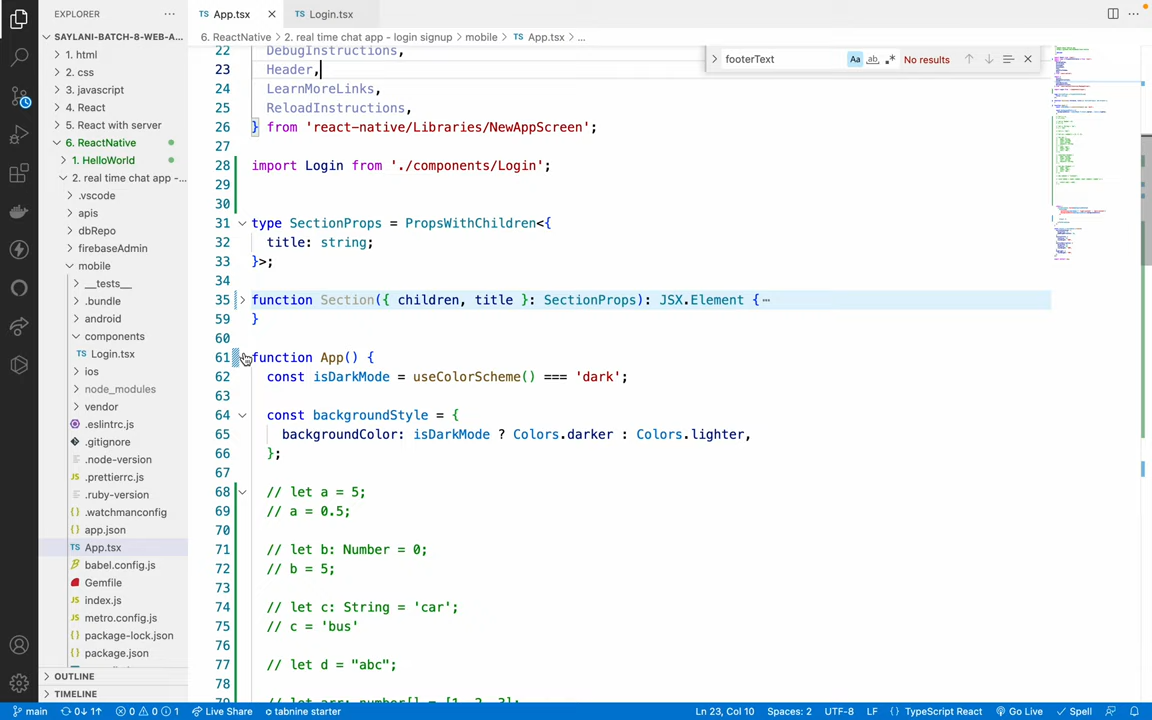 EXPLORER
SAYLANI-BATCH-8-WEB-A...
1. html
2. css
3. javascript
4. React
5. React with server
6. ReactNative
1. HelloWorld
2. real time chat app -...
.vscode
apis
dbRepo
firebaseAdmin
mobile
__tests__
.bundle
android
components
TS Login.tsx
ios
node_modules
vendor
.eslintrc.js
.gitignore
.node-version
JS .prettierrc.js
.ruby-version
.watchmanconfig
{} app.json
TS App.tsx
babel.config.js
Gemfile
JS index.js
JS metro.config.js
{} package-lock.json
{} package.json
OUTLINE
TIMELINE
TS App.tsx
TS Login.tsx
6. ReactNative > 2. real time chat app - login signup > mobile > TS App.tsx > ...
footerText
Aa
ab
No results
22 DebugInstructions,
23 Header,
24 LearnMoreLinks,
25 ReloadInstructions,
26 } from 'react-native/Libraries/NewAppScreen';
27
28 import Login from './components/Login';
29
30
31 type SectionProps = PropsWithChildren<{
32 title: string;
33 }>;
34
35 function Section({ children, title }: SectionProps): JSX.Element {
59 }
60
61 function App() {
62 const isDarkMode = useColorScheme() === 'dark';
63
64 const backgroundStyle = {
65 backgroundColor: isDarkMode ? Colors.darker : Colors.lighter,
66 };
67
68 // let a = 5;
69 // a = 0.5;
70
71 // let b: Number = 0;
72 // b = 5;
73
74 // let c: String = 'car';
75 // c = 'bus'
76
77 // let d = "abc";
78
79 // let arr: number[] = [1, 2, 3];
main
0↓ 1↑
0 0 1
Live Share
tabnine starter
Ln 23, Col 10
Spaces: 2
UTF-8
LF
{} TypeScript React
Go Live
Spell